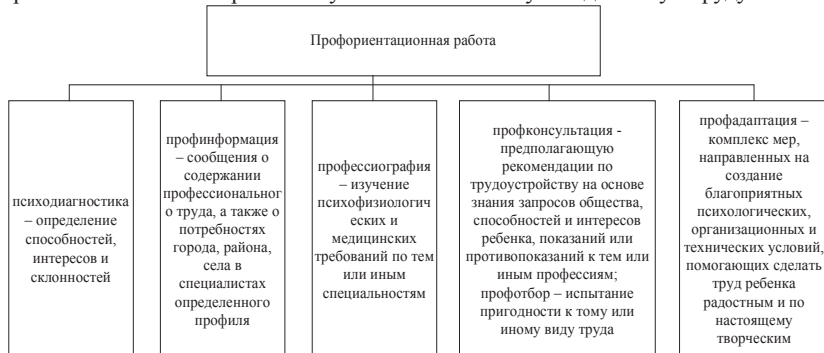 Профориентационная работа
психодиагностика
– определение
способностей,
интересов и
склонностей
профинформация
– сообщения о
содержании
профессионально
о труда, а также о
потребностях
города, района,
села в
специалистах
определенного
профиля
профессиография
– изучение
психофизиологич
еских и
медицинских
требований по тем
или иным
специальностям
профконсультация -
предполагающую
рекомендации по
трудоустройству на основе
знания запросов общества,
способностей и интересов
ребенка, показаний или
противопоказаний к тем или
иным профессиям;
профотбор – испытание
пригодности к тому или
иному виду труда
профадаптация –
комплекс мер,
направленных на
создание
благоприятных
психологических,
организационных и
технических условий,
помогающих сделать
труд ребенка
радостным и по
настоящему
творческим